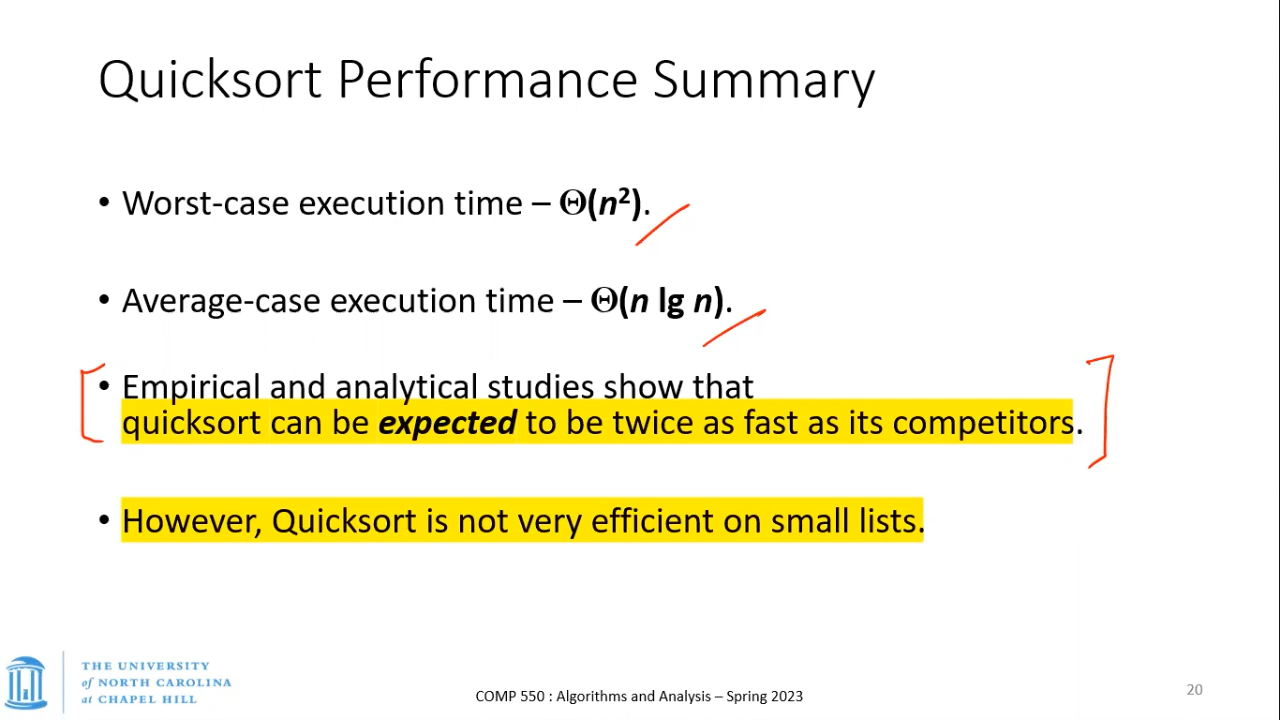 Quicksort Performance Summary
• Worst-case execution time – Θ(n²).
• Average-case execution time – Θ(n lg n).
• Empirical and analytical studies show that
quicksort can be expected to be twice as fast as its competitors.
• However, Quicksort is not very efficient on small lists.
THE UNIVERSITY
of NORTH CAROLINA
at CHAPEL HILL
COMP 550 : Algorithms and Analysis – Spring 2023
20